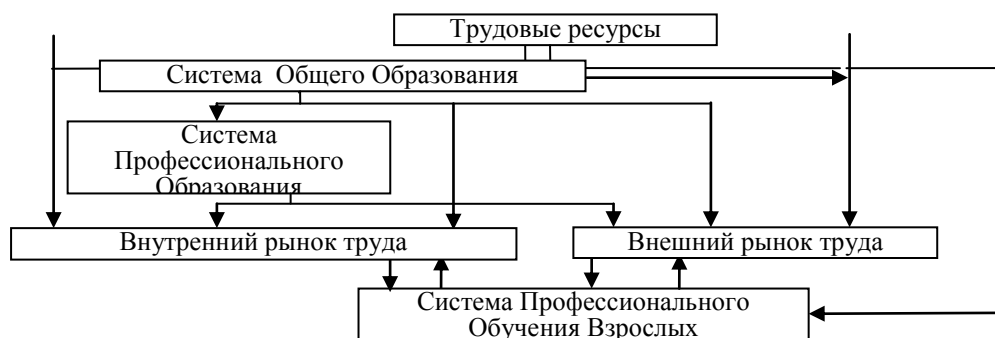 Трудовые ресурсы
Система Общего Образования
Система
Профессионального
Образования
Внутренний рынок труда
Внешний рынок труда
Система Профессионального
Обучения Взрослых